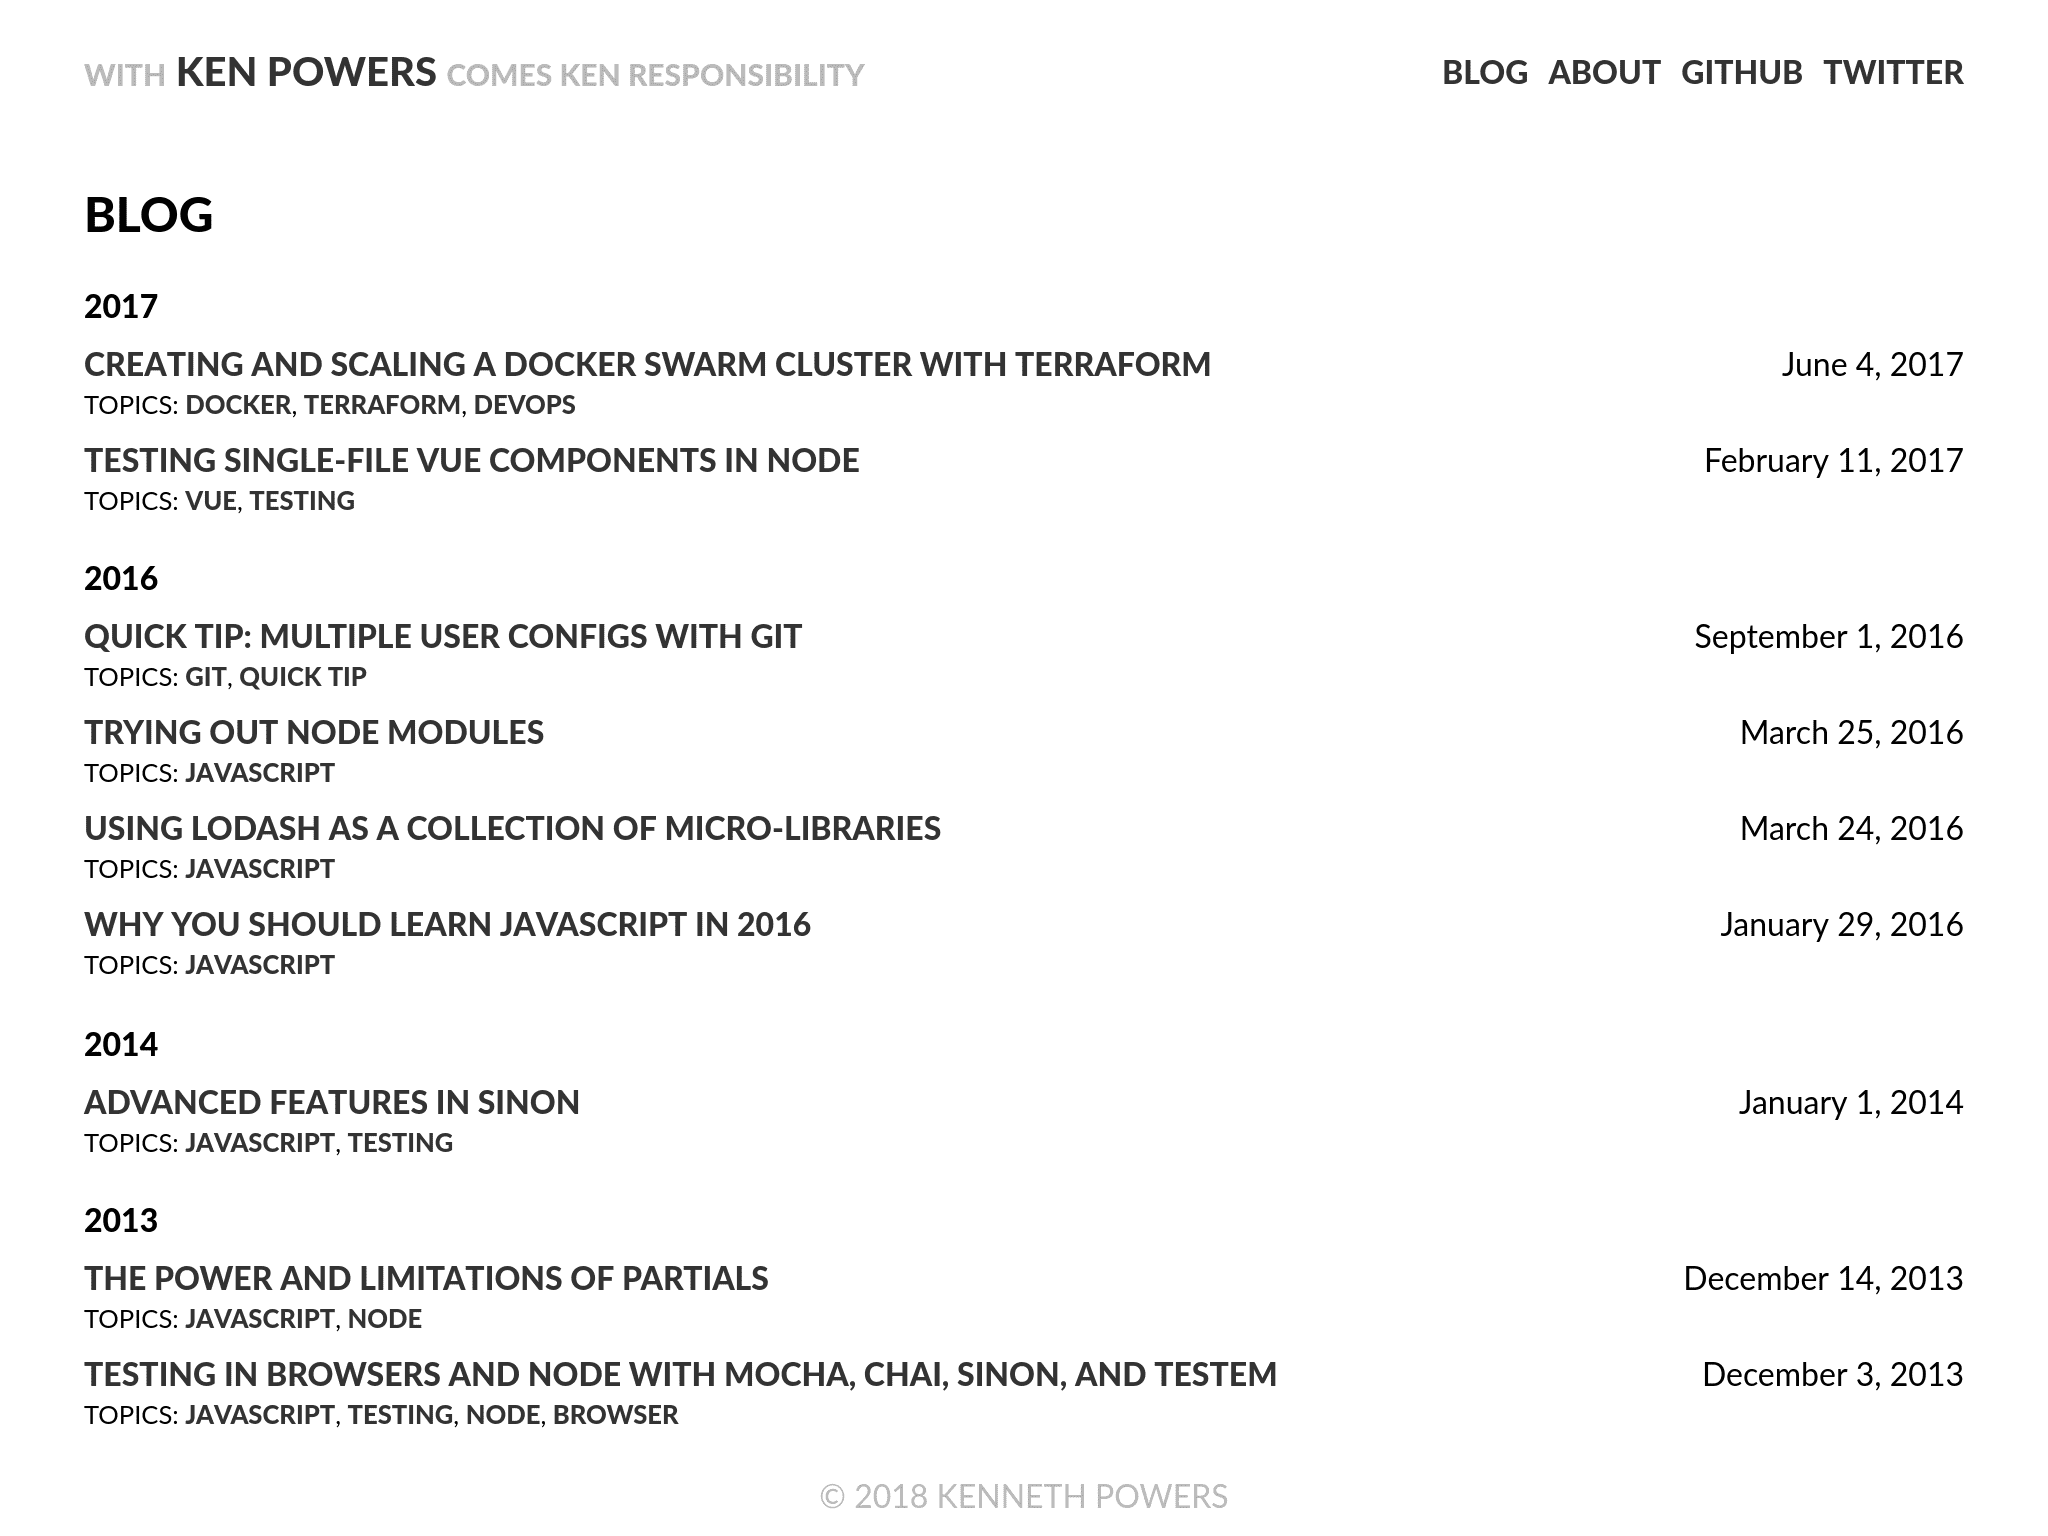 WITH KEN POWERS COMES KEN RESPONSIBILITY BLOG ABOUT GITHUB TWITTER
BLOG
2017
CREATING AND SCALING A DOCKER SWARM CLUSTER WITH TERRAFORM June 4, 2017
TOPICS: DOCKER, TERRAFORM, DEVOPS
TESTING SINGLE-FILE VUE COMPONENTS IN NODE February 11, 2017
TOPICS: VUE, TESTING
2016
QUICK TIP: MULTIPLE USER CONFIGS WITH GIT September 1, 2016
TOPICS: GIT, QUICK TIP
TRYING OUT NODE MODULES March 25, 2016
TOPICS: JAVASCRIPT
USING LODASH AS A COLLECTION OF MICRO-LIBRARIES March 24, 2016
TOPICS: JAVASCRIPT
WHY YOU SHOULD LEARN JAVASCRIPT IN 2016 January 29, 2016
TOPICS: JAVASCRIPT
2014
ADVANCED FEATURES IN SINON January 1, 2014
TOPICS: JAVASCRIPT, TESTING
2013
THE POWER AND LIMITATIONS OF PARTIALS December 14, 2013
TOPICS: JAVASCRIPT, NODE
TESTING IN BROWSERS AND NODE WITH MOCHA, CHAI, SINON, AND TESTEM December 3, 2013
TOPICS: JAVASCRIPT, TESTING, NODE, BROWSER
© 2018 KENNETH POWERS